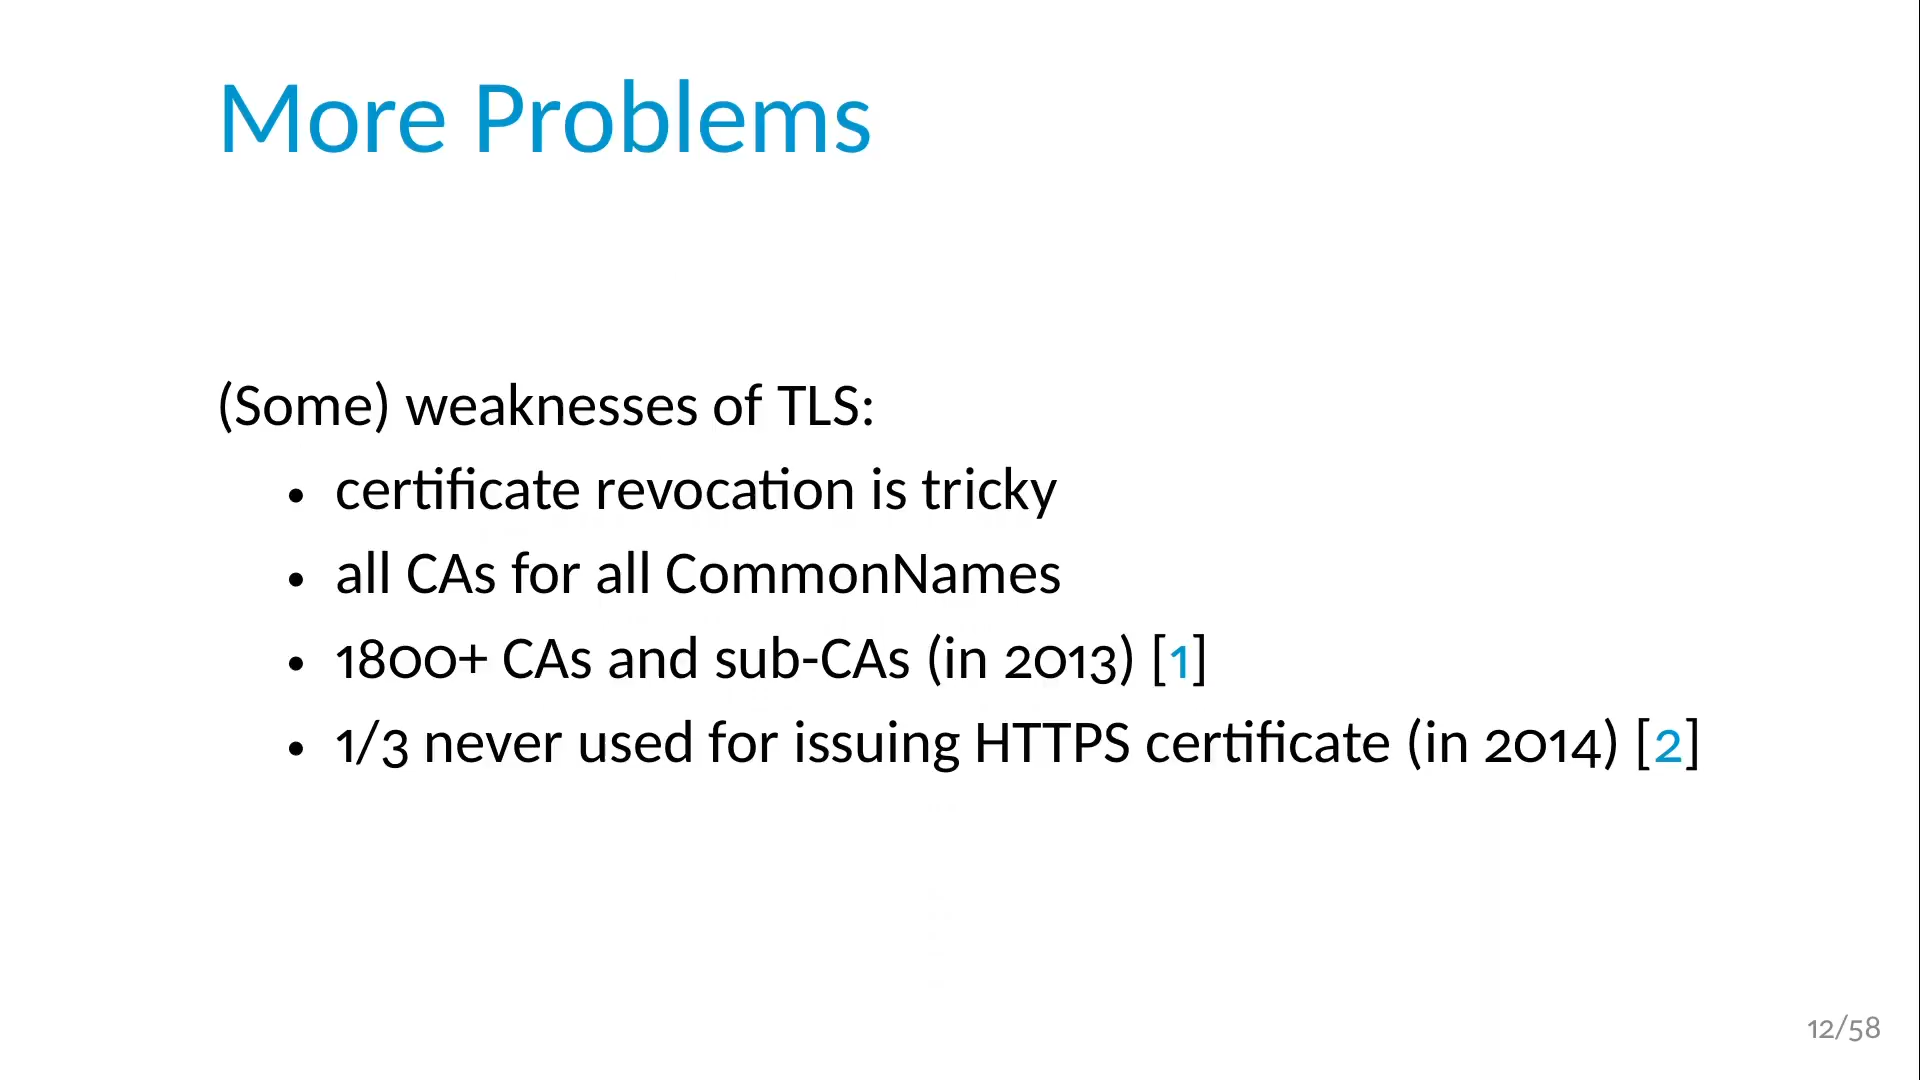 More Problems
(Some) weaknesses of TLS:
• certificate revocation is tricky
• all CAs for all CommonNames
• 1800+ CAs and sub-CAs (in 2013) [1]
• 1/3 never used for issuing HTTPS certificate (in 2014) [2]
12/58